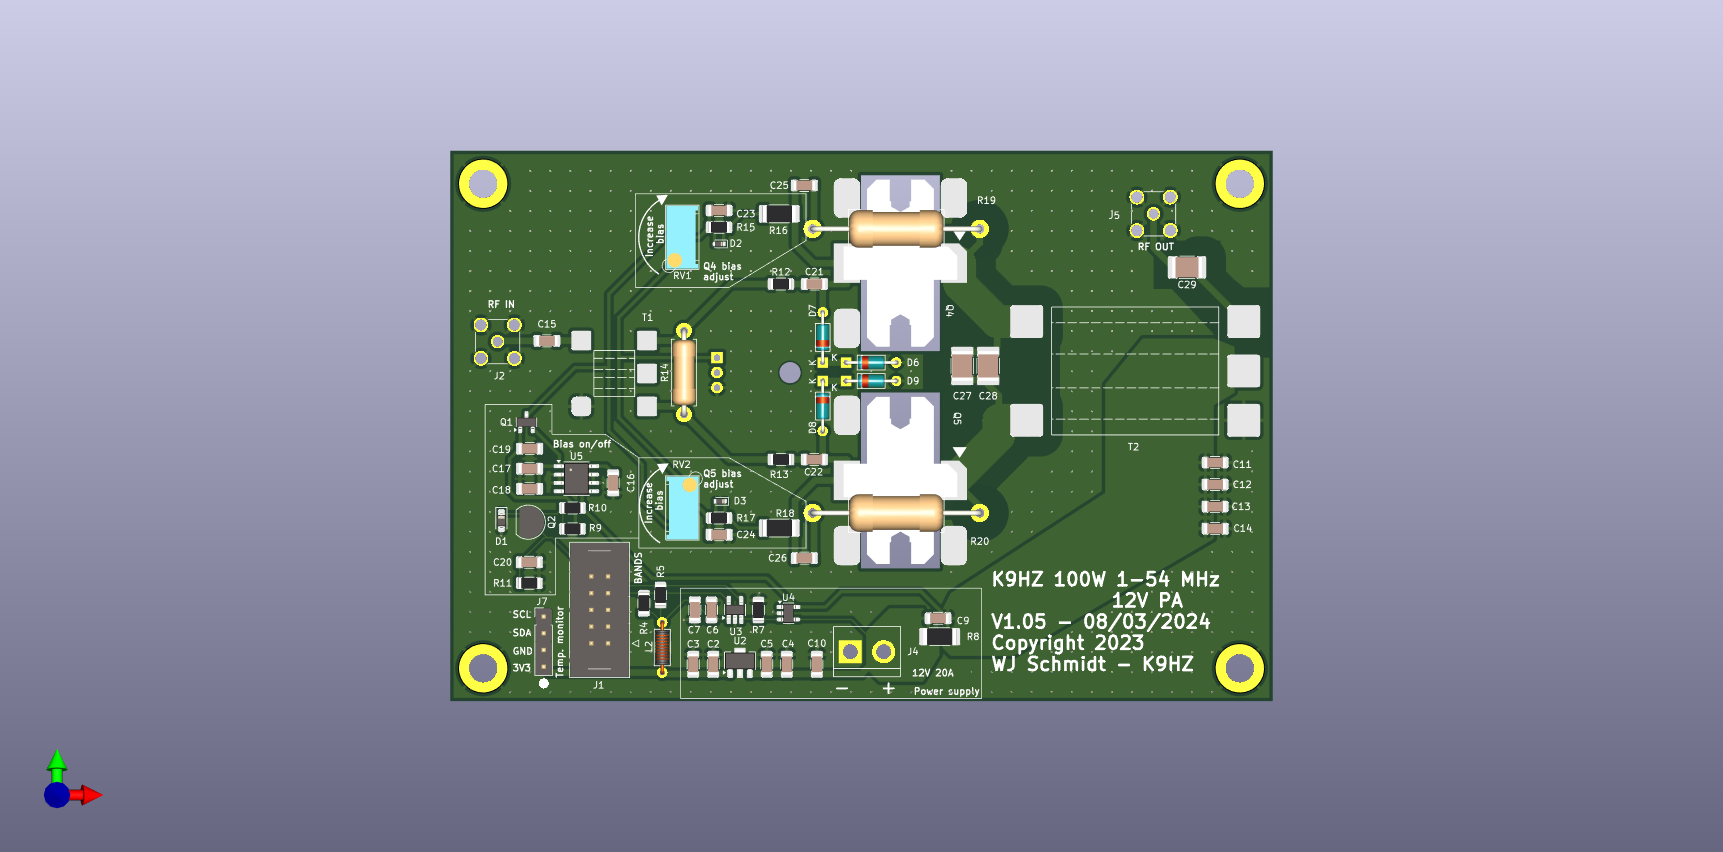 C25
R19
C23
R15
R16
D2
Increase
bias
RV1
Q4 bias
adjust
J5
RF OUT
C29
R12
C21
RF IN
C15
J2
T1
R14
D7
K
K
D6
K
K
D9
D8
Q4
C27
C28
Q5
T2
Q1
Bias on/off
C19
U5
C17
C18
C16
R10
R9
Q2
D1
C20
R11
RV2
Q5 bias
adjust
Increase
bias
D3
R17
R18
C24
R13
C22
C26
R20
C11
C12
C13
C14
J7
SCL
SDA
GND
3V3
Temp. monitor
J1
BANDS
R5
R4
L2
C7
C6
U3
R7
U4
C3
C2
U2
C5
C4
C10
J4
C9
R8
12V 20A
− +
Power supply
K9HZ 100W 1-54 MHz
12V PA
V1.05 - 08/03/2024
Copyright 2023
WJ Schmidt - K9HZ